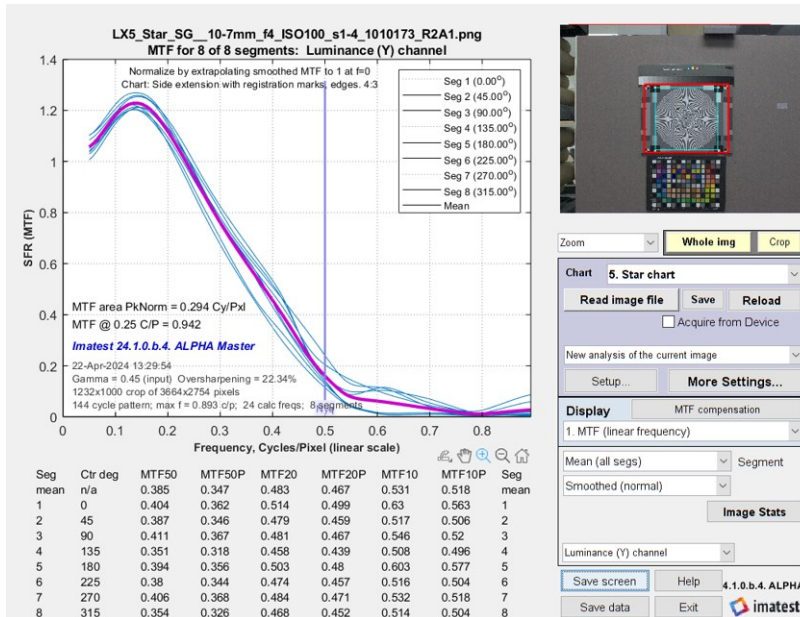 LX5_Star_SG__10-7mm_f4_ISO100_s1-4_1010173_R2A1.png
MTF for 8 of 8 segments: Luminance (Y) channel
Normalize by extrapolating smoothed MTF to 1 at f=0
Chart: Side extension with registration marks, edges. 4:3
Seg 1 (0.00°)
Seg 2 (45.00°)
Seg 3 (90.00°)
Seg 4 (135.00°)
Seg 5 (180.00°)
Seg 6 (225.00°)
Seg 7 (270.00°)
Seg 8 (315.00°)
Mean
1.4
1.2
1
0.8
0.6
0.4
0.2
0
SFR (MTF)
MTF area PkNorm = 0.294 Cy/Pxl
MTF @ 0.25 C/P = 0.942
Imatest 24.1.0.b.4. ALPHA Master
22-Apr-2024 13:29:54
Gamma = 0.45 (input) Oversharpening = 22.34%
1232x1000 crop of 3664x2754 pixels
144 cycle pattern; max f = 0.893 c/p; 24 calc freqs; 8 segments
Nyq
0 0.1 0.2 0.3 0.4 0.5 0.6 0.7 0.8
Frequency, Cycles/Pixel (linear scale)
Seg Ctr deg MTF50 MTF50P MTF20 MTF20P MTF10 MTF10P Seg
mean n/a 0.385 0.347 0.483 0.467 0.531 0.518 mean
1 0 0.404 0.362 0.514 0.499 0.63 0.563 1
2 45 0.387 0.346 0.479 0.459 0.517 0.506 2
3 90 0.411 0.367 0.481 0.467 0.546 0.52 3
4 135 0.351 0.318 0.458 0.439 0.508 0.496 4
5 180 0.394 0.356 0.503 0.48 0.603 0.577 5
6 225 0.38 0.344 0.474 0.457 0.516 0.504 6
7 270 0.406 0.368 0.484 0.471 0.532 0.518 7
8 315 0.354 0.326 0.468 0.452 0.514 0.504 8
Zoom Whole img Crop
Chart 5. Star chart
Read image file Save Reload
Acquire from Device
New analysis of the current image
Setup... More Settings...
Display MTF compensation
1. MTF (linear frequency)
Mean (all segs) Segment
Smoothed (normal)
Image Stats
Luminance (Y) channel
Save screen Help 4.1.0.b.4. ALPHA
Save data Exit imatest